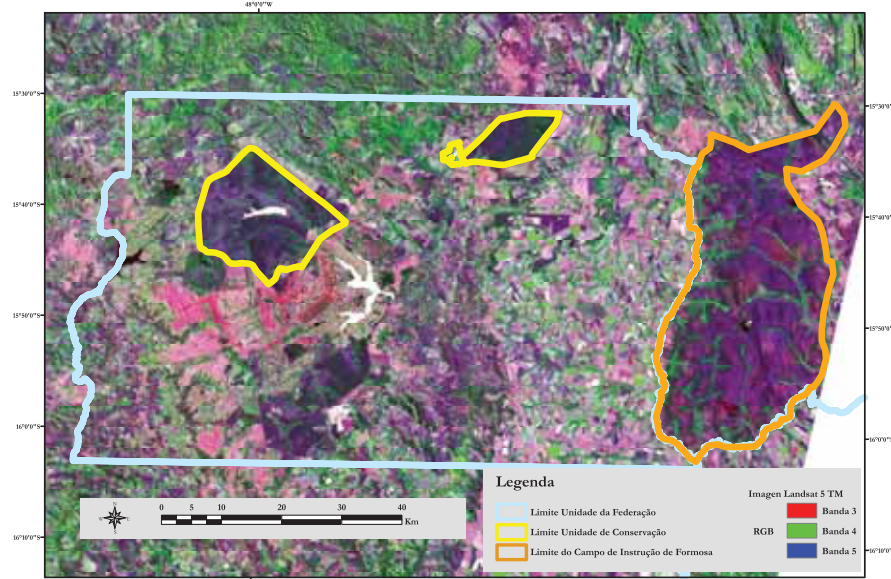 48°0'0"W
15°30'0"S
15°30'0"S
15°40'0"S
15°40'0"S
15°50'0"S
15°50'0"S
16°0'0"S
16°0'0"S
16°10'0"S
16°10'0"S
N
W E
S
0 5 10 20 30 40
Km
Legenda
Limite Unidade da Federação
Limite Unidade de Conservação
Limite do Campo de Instrução de Formosa
Imagen Landsat 5 TM
RGB
Banda 3
Banda 4
Banda 5